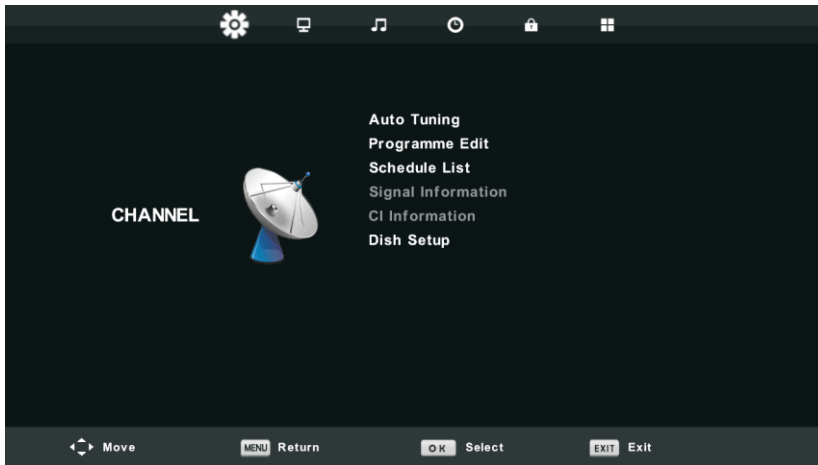 Auto Tuning
Programme Edit
Schedule List
Signal Information
CHANNEL
CI Information
Dish Setup
Move
MENU Return
OK Select
EXIT Exit